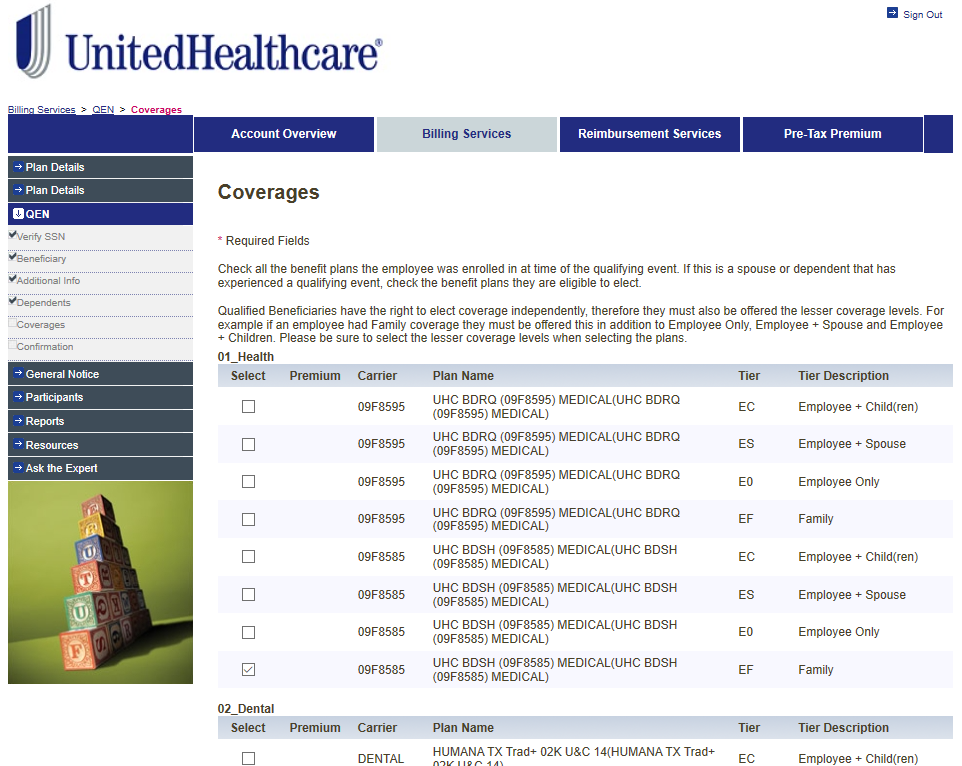 Sign Out
UnitedHealthcare®
Billing Services > QEN > Coverages
Account Overview
Billing Services
Reimbursement Services
Pre-Tax Premium
Plan Details
Plan Details
QEN
Verify SSN
Beneficiary
Additional Info
Dependents
Coverages
Confirmation
General Notice
Participants
Reports
Resources
Ask the Expert
Coverages
* Required Fields
Check all the benefit plans the employee was enrolled in at time of the qualifying event. If this is a spouse or dependent that has
experienced a qualifying event, check the benefit plans they are eligible to elect.
Qualified Beneficiaries have the right to elect coverage independently, therefore they must also be offered the lesser coverage levels. For
example if an employee had Family coverage they must be offered this in addition to Employee Only, Employee + Spouse and Employee
+ Children. Please be sure to select the lesser coverage levels when selecting the plans.
01_Health
Select Premium Carrier Plan Name Tier Tier Description
09F8595 UHC BDRQ (09F8595) MEDICAL(UHC BDRQ EC Employee + Child(ren)
(09F8595) MEDICAL)
09F8595 UHC BDRQ (09F8595) MEDICAL(UHC BDRQ ES Employee + Spouse
(09F8595) MEDICAL)
09F8595 UHC BDRQ (09F8595) MEDICAL(UHC BDRQ E0 Employee Only
(09F8595) MEDICAL)
09F8595 UHC BDRQ (09F8595) MEDICAL(UHC BDRQ EF Family
(09F8595) MEDICAL)
09F8585 UHC BDSH (09F8585) MEDICAL(UHC BDSH EC Employee + Child(ren)
(09F8585) MEDICAL)
09F8585 UHC BDSH (09F8585) MEDICAL(UHC BDSH ES Employee + Spouse
(09F8585) MEDICAL)
09F8585 UHC BDSH (09F8585) MEDICAL(UHC BDSH E0 Employee Only
(09F8585) MEDICAL)
09F8585 UHC BDSH (09F8585) MEDICAL(UHC BDSH EF Family
(09F8585) MEDICAL)
02_Dental
Select Premium Carrier Plan Name Tier Tier Description
DENTAL HUMANA TX Trad+ 02K U&C 14(HUMANA TX Trad+ EC Employee + Child(ren)
02K U&C 14)